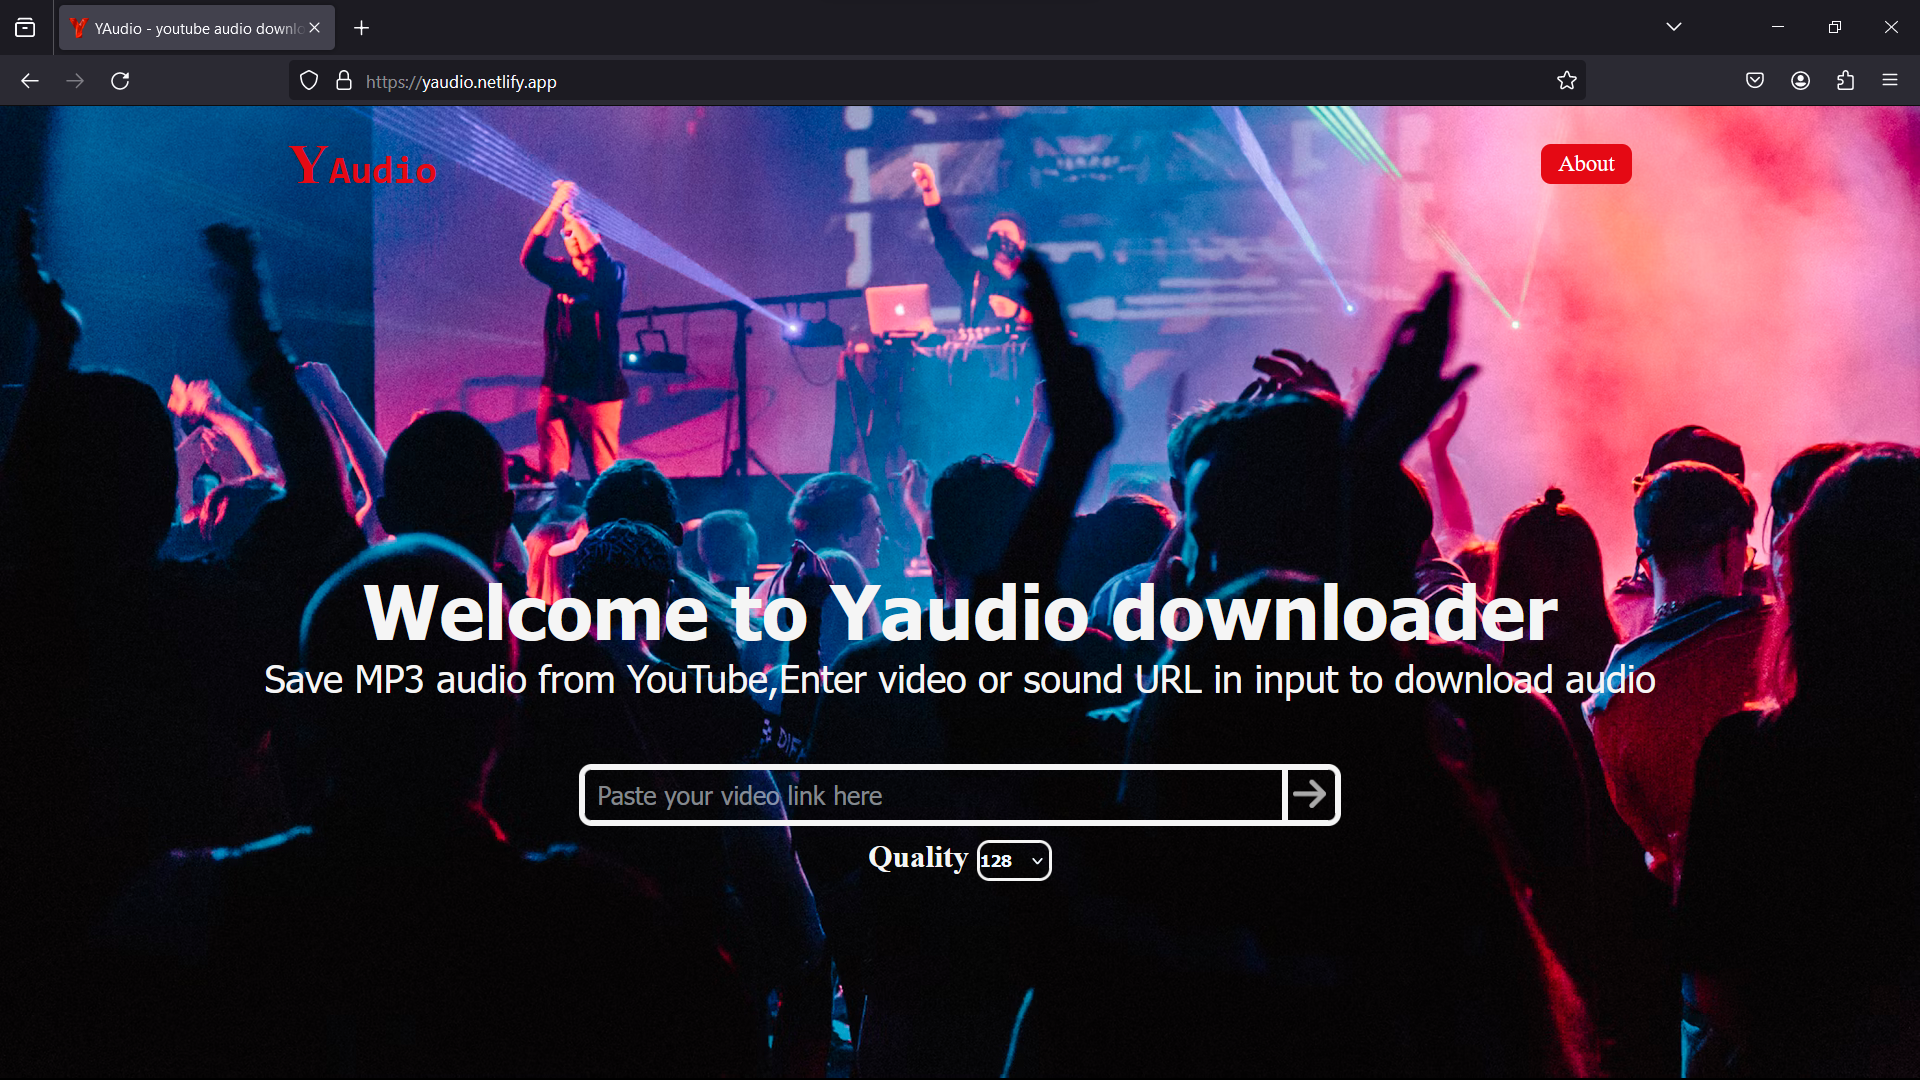 YAudio - youtube audio downlo
https://yaudio.netlify.app
YAudio
About
Welcome to Yaudio downloader
Save MP3 audio from YouTube,Enter video or sound URL in input to download audio
Paste your video link here
Quality 128